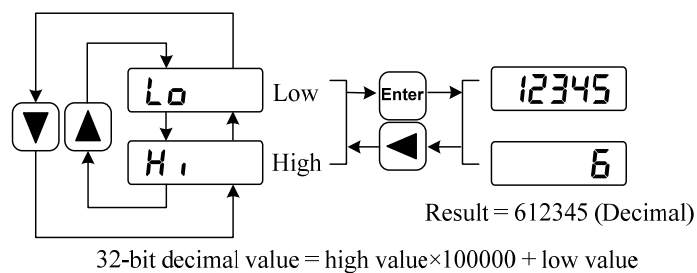 Lo
Low
Enter
12345
Hi
High
6
Result = 612345 (Decimal)
32-bit decimal value = high value×100000 + low value